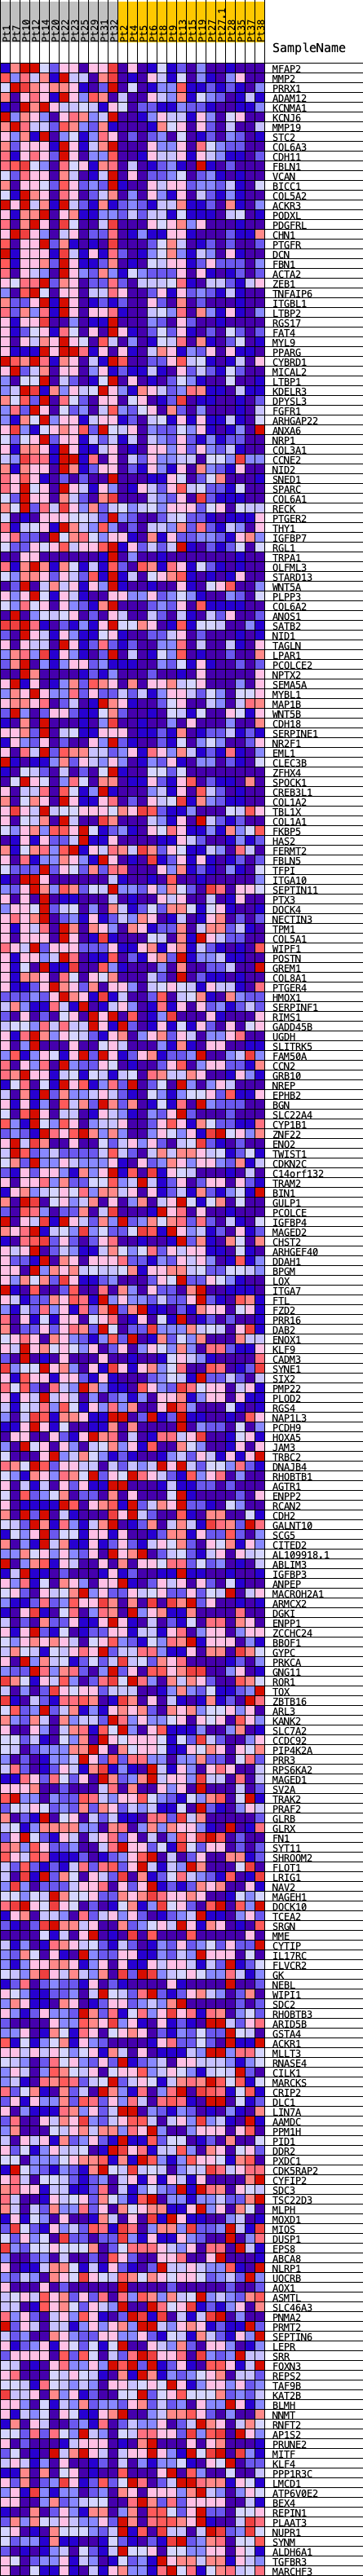 Pt1
Pt7
Pt10
Pt12
Pt14
Pt20
Pt22
Pt25
Pt29
Pt31
Pt32
Pt2
Pt4
Pt5
Pt6
Pt8
Pt9
Pt13
Pt15
Pt19
Pt27
Pt27.1
Pt28
Pt35
Pt37
Pt38
SampleName
MFAP2
MMP2
PRRX1
ADAM12
KCNMA1
KCNJ6
MMP19
STC2
COL6A3
CDH11
FBLN1
VCAN
BICC1
COL5A2
ACKR3
PODXL
PDGFRL
CHN1
PTGFR
DCN
FBN1
ACTA2
ZEB1
TNFAIP6
ITGBL1
LTBP2
RGS17
FAT4
MYL9
PPARG
CYBRD1
MICAL2
LTBP1
KDELR3
DPYSL3
FGFR1
ARHGAP22
ANXA6
NRP1
COL3A1
CCNE2
NID2
SNED1
SPARC
COL6A1
RECK
PTGER2
THY1
IGFBP7
RGL1
TRPA1
OLFML3
STARD13
WNT5A
PLPP3
COL6A2
ANOS1
SATB2
NID1
TAGLN
LPAR1
PCOLCE2
NPTX2
SEMA5A
MYBL1
MAP1B
WNT5B
CDH18
SERPINE1
NR2F1
EML1
CLEC3B
ZFHX4
SPOCK1
CREB3L1
COL1A2
TBL1X
COL1A1
FKBP5
HAS2
FERMT2
FBLN5
TFPI
ITGA10
SEPTIN11
PTX3
DOCK4
NECTIN3
TPM1
COL5A1
WIPF1
POSTN
GREM1
COL8A1
PTGER4
HMOX1
SERPINF1
RIMS1
GADD45B
UGDH
SLITRK5
FAM50A
CCN2
GRB10
NREP
EPHB2
BGN
SLC22A4
CYP1B1
ZNF22
ENO2
TWIST1
CDKN2C
C14orf132
TRAM2
BIN1
GULP1
PCOLCE
IGFBP4
MAGED2
CHST2
ARHGEF40
DDAH1
BPGM
LOX
ITGA7
FTL
FZD2
PRR16
DAB2
ENOX1
KLF9
CADM3
SYNE1
SIX2
PMP22
PLOD2
RGS4
NAP1L3
PCDH9
HOXA5
JAM3
TRBC2
DNAJB4
RHOBTB1
AGTR1
ENPP2
RCAN2
CDH2
GALNT10
SCG5
CITED2
AL109918.1
ABLIM3
IGFBP3
ANPEP
MACROH2A1
ARMCX2
DGKI
ENPP1
ZCCHC24
BBOF1
GYPC
PRKCA
GNG11
ROR1
TOX
ZBTB16
ARL3
KANK2
SLC7A2
CCDC92
PIP4K2A
PRR3
RPS6KA2
MAGED1
SV2A
TRAK2
PRAF2
GLRB
GLRX
FN1
SYT11
SHROOM2
FLOT1
LRIG1
NAV2
MAGEH1
DOCK10
TCEA2
SRGN
MME
CYTIP
IL17RC
FLVCR2
GK
NEBL
WIPI1
SDC2
RHOBTB3
ARID5B
GSTA4
ACKR1
MLLT3
RNASE4
CILK1
MARCKS
CRIP2
DLC1
LIN7A
AAMDC
PPM1H
PID1
DDR2
PXDC1
CDK5RAP2
CYFIP2
SDC3
TSC22D3
MLPH
MOXD1
MIOS
DUSP1
EPS8
ABCA8
NLRP1
UQCRB
AOX1
ASMTL
SLC46A3
PNMA2
PRMT2
SEPTIN6
LEPR
SRR
FOXN3
REPS2
TAF9B
KAT2B
BLMH
NNMT
RNFT2
AP1S2
PRUNE2
MITF
KLF4
PPP1R3C
LMCD1
ATP6V0E2
BEX4
REPIN1
PLAAT3
NUPR1
SYNM
ALDH6A1
TGFBR3
MARCHF3